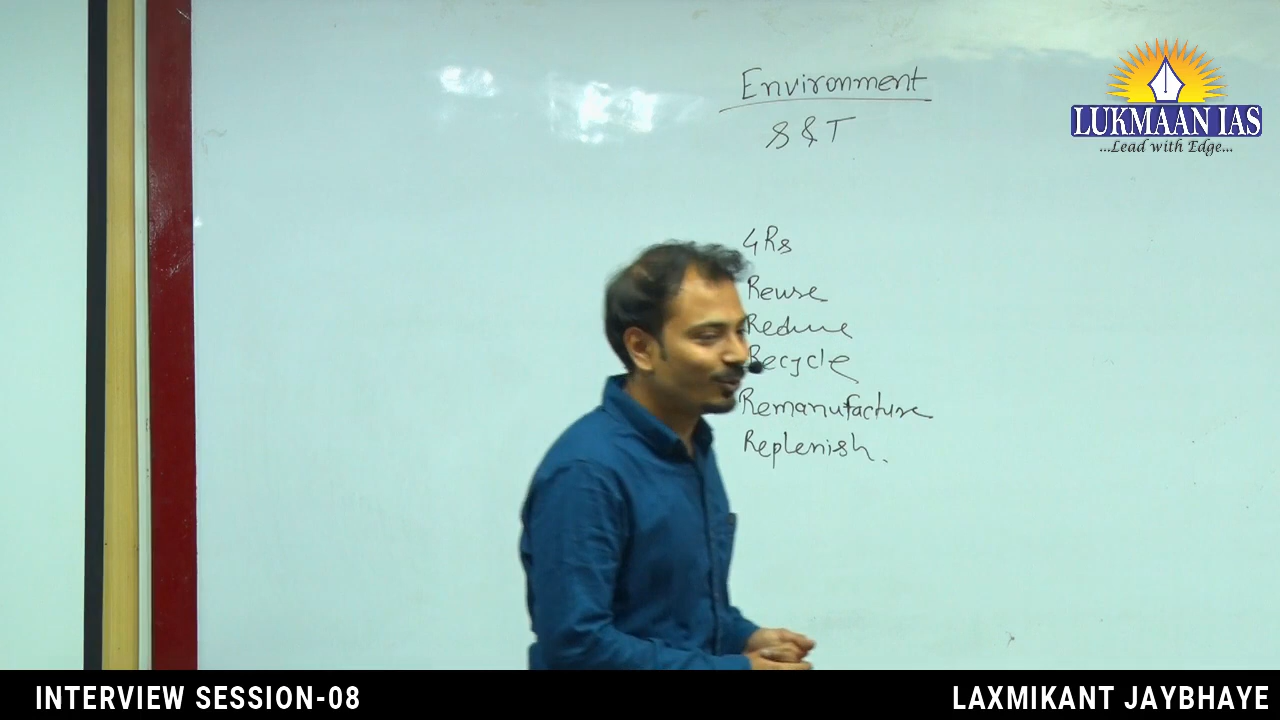 Environment
S & T
4Rs
Reuse
Reduce
Recycle
Remanufacture
Replenish.
LUKMAAN IAS
...Lead with Edge...
INTERVIEW SESSION-08
LAXMIKANT JAYBHAYE